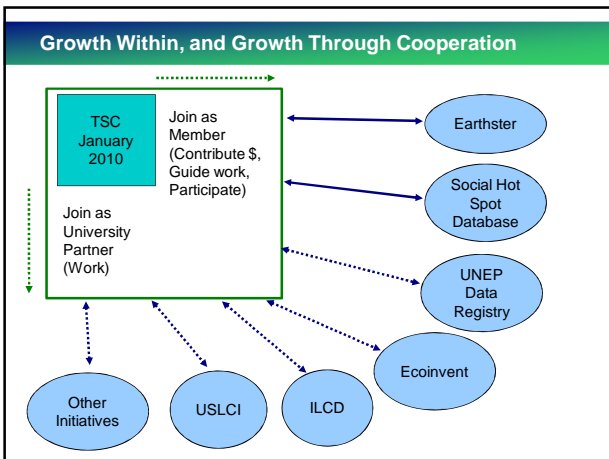 Growth Within, and Growth Through Cooperation
TSC
January
2010
Join as
Member
(Contribute $,
Guide work,
Participate)
Join as
University
Partner
(Work)
Earthster
Social Hot
Spot
Database
UNEP
Data
Registry
Ecoinvent
ILCD
USLCI
Other
Initiatives